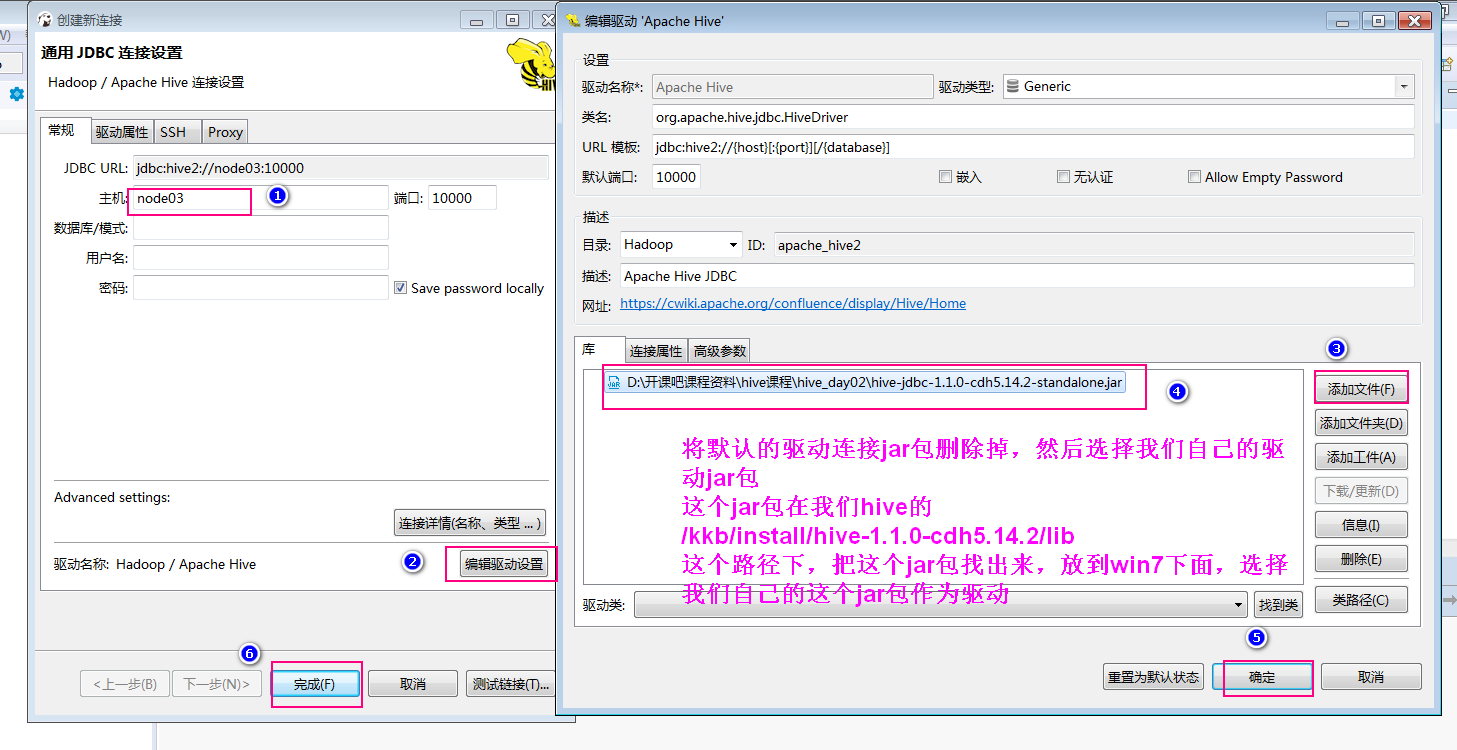 创建新连接
通用 JDBC 连接设置
Hadoop / Apache Hive 连接设置
HIV
常规 驱动属性 SSH Proxy
JDBC URL: jdbc:hive2://node03:10000
主机: node03 ① 端口: 10000
数据库/模式:
用户名:
密码: Save password locally
Advanced settings:
连接详情(名称、类型 ... )
②
驱动名称: Hadoop / Apache Hive 编辑驱动设置
⑥
<上一步(B) 下一步(N)> 完成(F) 取消 测试链接(T)...
编辑驱动 'Apache Hive'
设置
驱动名称*: Apache Hive 驱动类型: Generic
类名: org.apache.hive.jdbc.HiveDriver
URL 模板: jdbc:hive2://{host}[:{port}][/{database}]
默认端口: 10000 嵌入 无认证 Allow Empty Password
描述
目录: Hadoop ID: apache_hive2
描述: Apache Hive JDBC
网址: https://cwiki.apache.org/confluence/display/Hive/Home
库 连接属性 高级参数
③
JAR D:\开课吧课程资料\hive课程\hive_day02\hive-jdbc-1.1.0-cdh5.14.2-standalone.jar ④
添加文件(F)
添加文件夹(D)
添加工件(A)
下载/更新(D)
信息(I)
删除(E)
类路径(C)
将默认的驱动连接jar包删除掉，然后选择我们自己的驱
动jar包
这个jar包在我们hive的
/kkb/install/hive-1.1.0-cdh5.14.2/lib
这个路径下，把这个jar包找出来，放到win7下面，选择
我们自己的这个jar包作为驱动
驱动类: 找到类
⑤
重置为默认状态 确定 取消